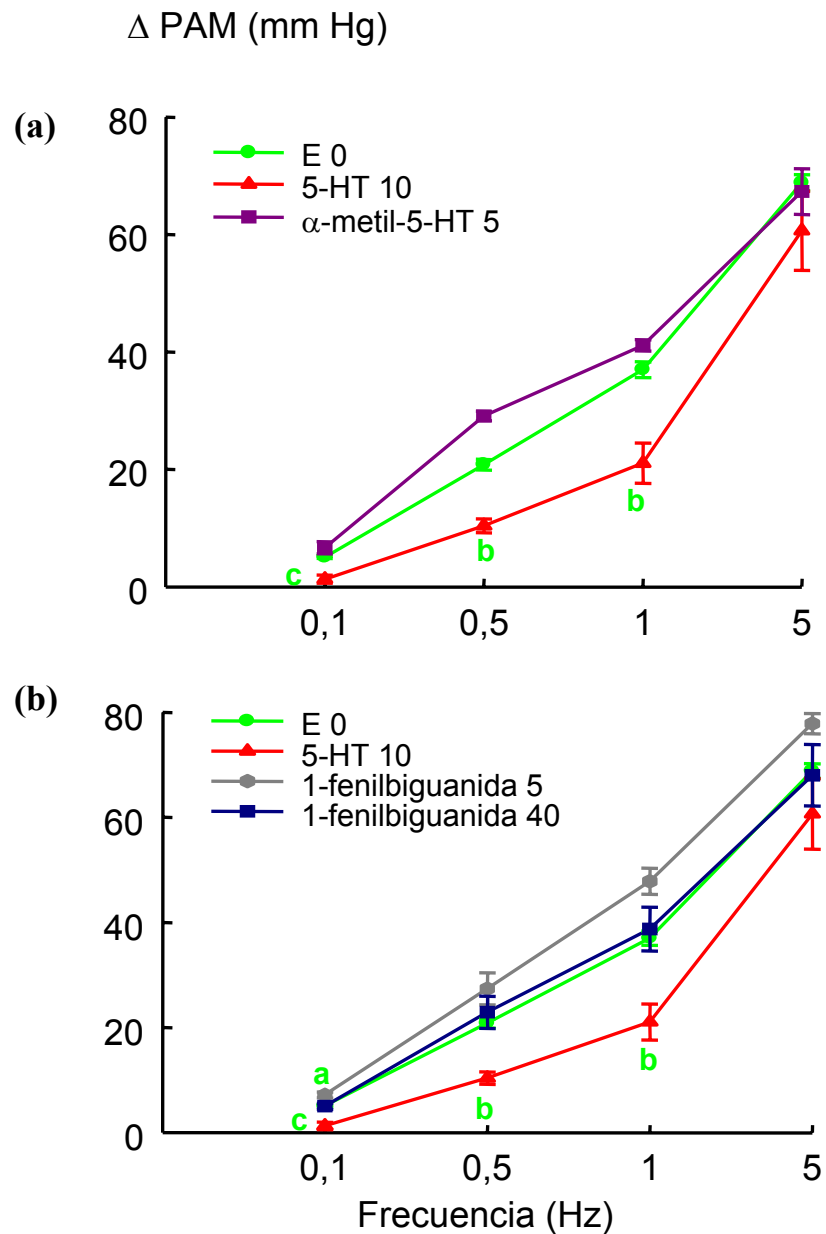 Δ PAM (mm Hg)
(a)
80
60
40
20
0
E 0
5-HT 10
α-metil-5-HT 5
c
b
b
0,1
0,5
1
5
(b)
80
60
40
20
0
E 0
5-HT 10
1-fenilbiguanida 5
1-fenilbiguanida 40
a
c
b
b
0,1
0,5
1
5
Frecuencia (Hz)